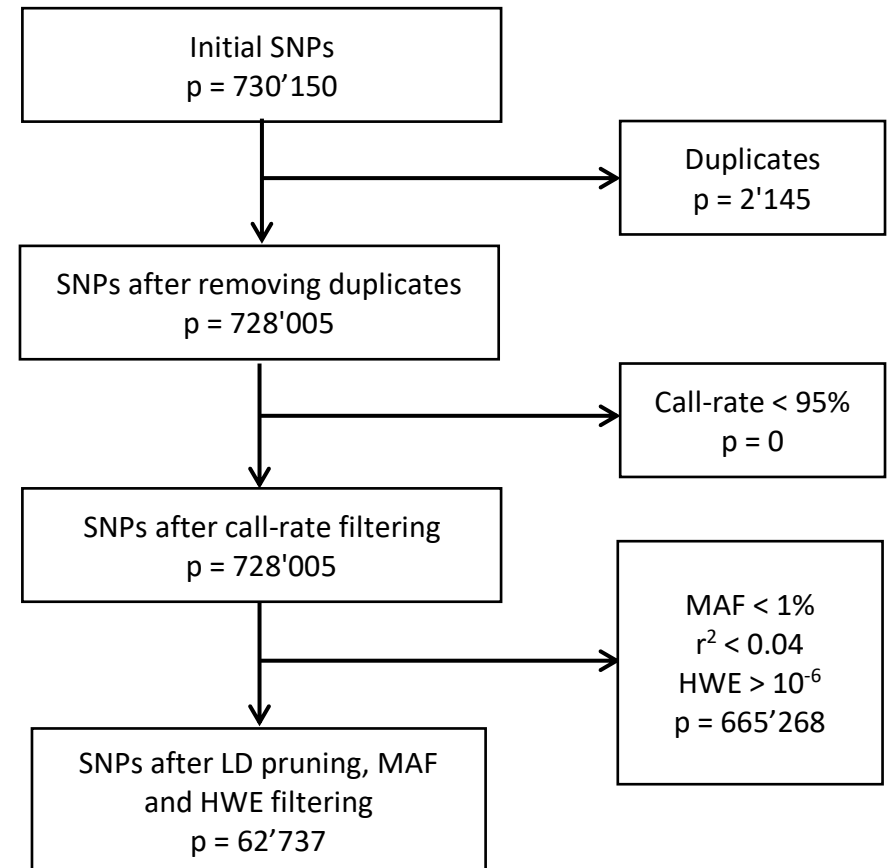 Initial SNPs
p = 730’150
Duplicates
p = 2'145
SNPs after removing duplicates
p = 728'005
Call-rate < 95%
p = 0
SNPs after call-rate filtering
p = 728'005
MAF < 1%
r² < 0.04
HWE > 10⁻⁶
p = 665’268
SNPs after LD pruning, MAF
and HWE filtering
p = 62’737